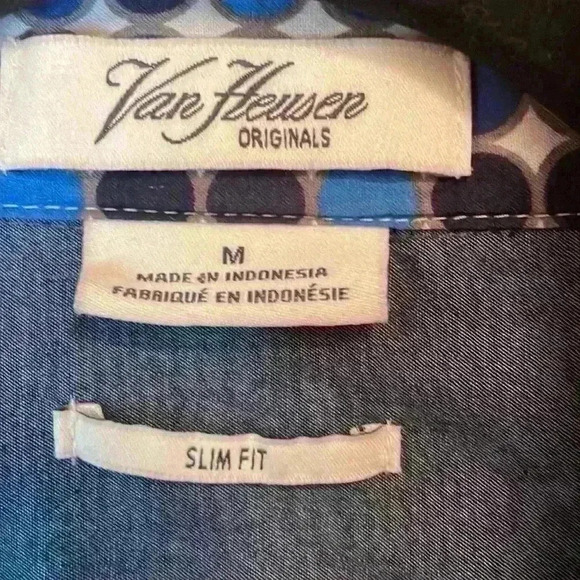 Van Heusen
ORIGINALS
M
MADE IN INDONESIA
FABRIQUÉ EN INDONÉSIE
SLIM FIT